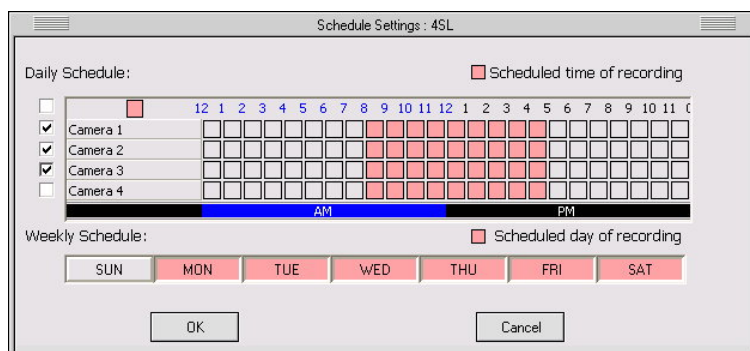 Schedule Settings : 4SL
Daily Schedule:
Scheduled time of recording
12 1 2 3 4 5 6 7 8 9 10 11 12 1 2 3 4 5 6 7 8 9 10 11
Camera 1
Camera 2
Camera 3
Camera 4
AM PM
Weekly Schedule:
Scheduled day of recording
SUN MON TUE WED THU FRI SAT
OK Cancel